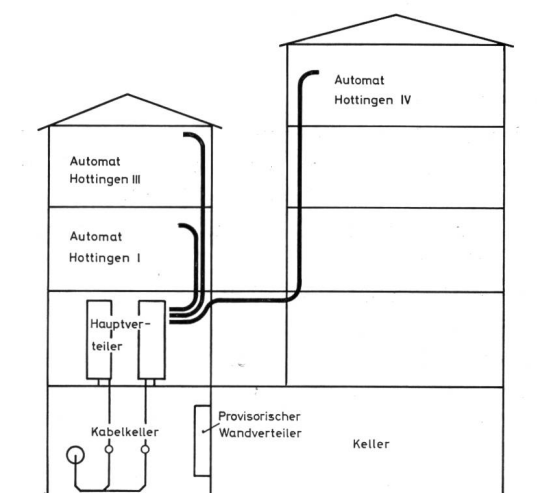 Automat
Hottingen IV
Automat
Hottingen III
Automat
Hottingen I
Hauptver-
teiler
Kabelkeller
Provisorischer
Wandverteiler
Keller